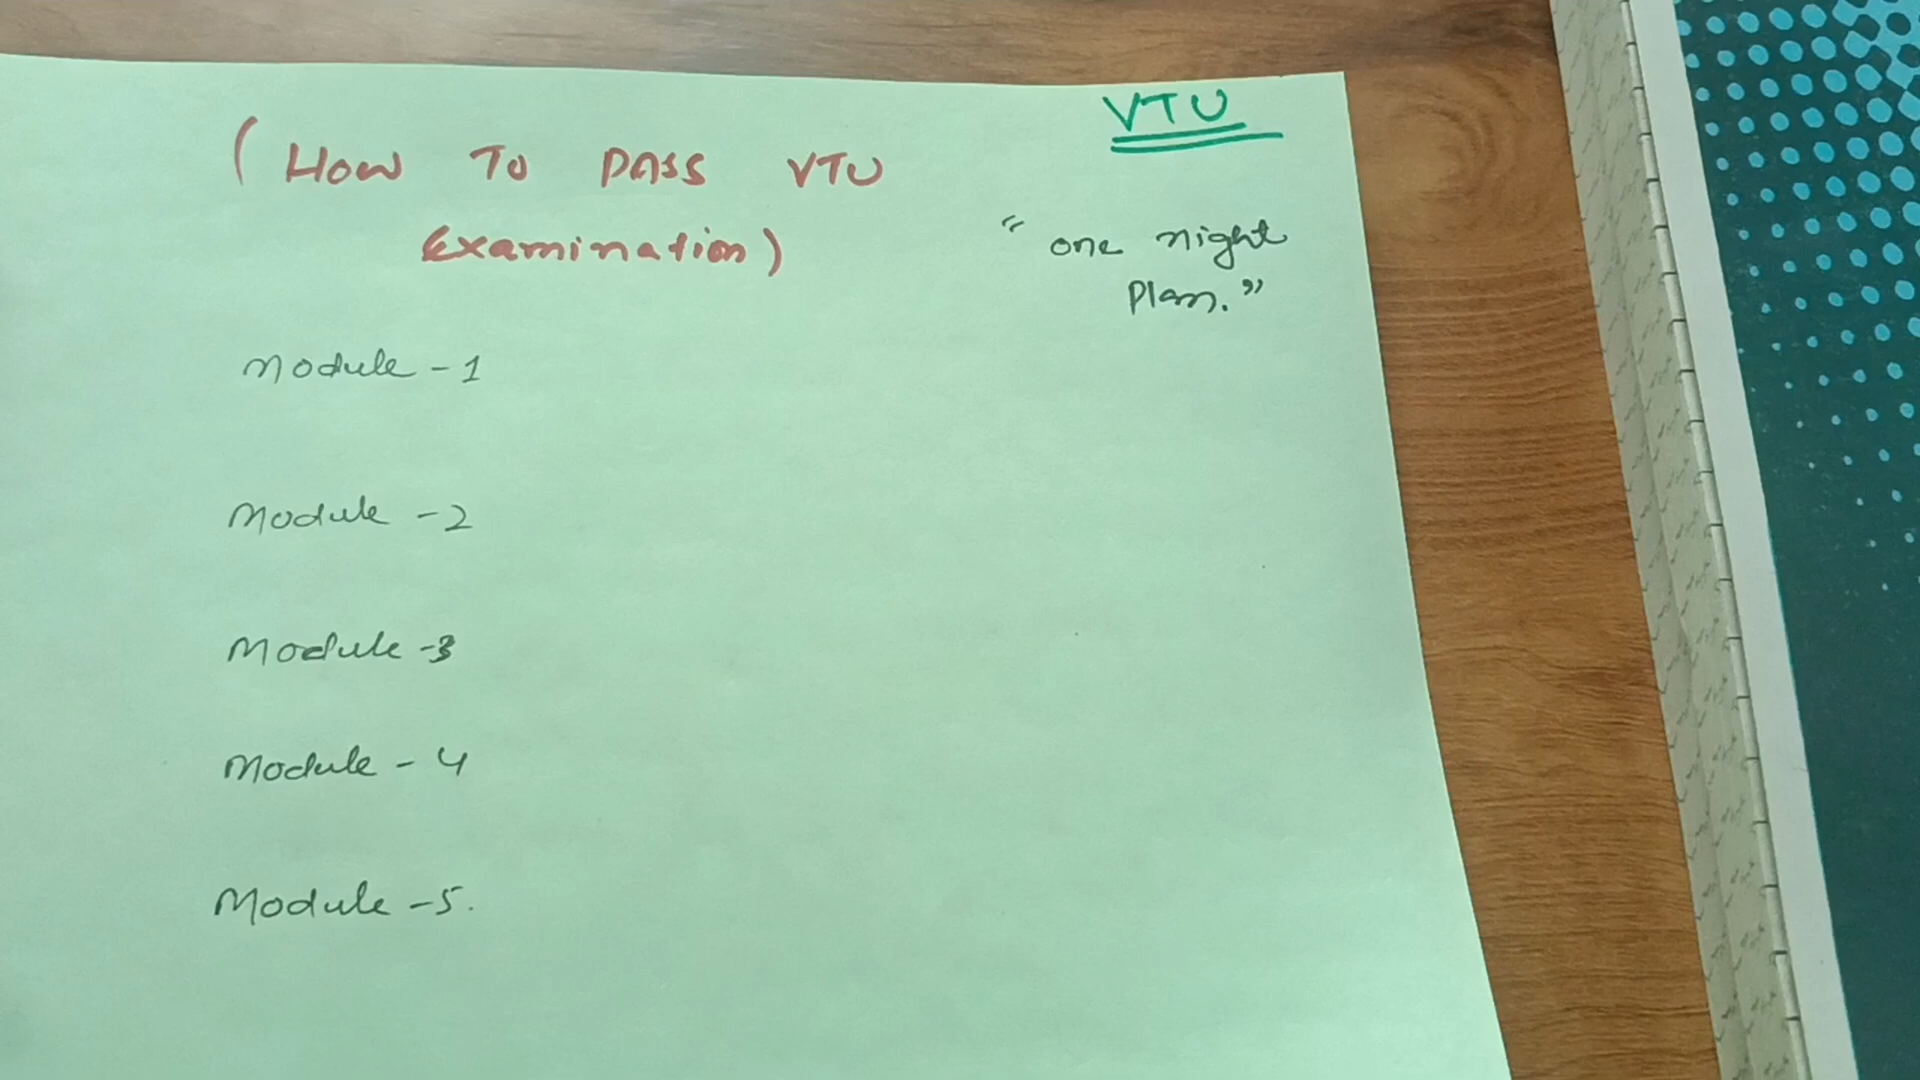 VTU
(HOW TO PASS VTU
Examination)
"one night
Plan."
Module - 1
Module - 2
Module - 3
Module - 4
Module - 5.